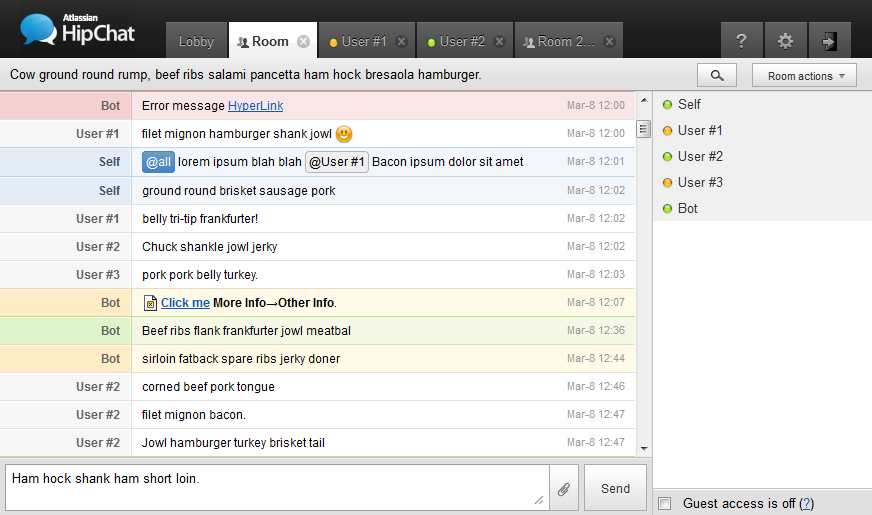 Atlassian
HipChat
Lobby Room User #1 User #2 Room 2... ?
Cow ground round rump, beef ribs salami pancetta ham hock bresaola hamburger. Room actions
Bot Error message HyperLink Mar-8 12:00
User #1 filet mignon hamburger shank jowl Mar-8 12:00
Self @all lorem ipsum blah blah @User #1 Bacon ipsum dolor sit amet Mar-8 12:01
Self ground round brisket sausage pork Mar-8 12:02
User #1 belly tri-tip frankfurter! Mar-8 12:02
User #2 Chuck shankle jowl jerky Mar-8 12:02
User #3 pork pork belly turkey. Mar-8 12:03
Bot Click me More Info→Other Info. Mar-8 12:07
Bot Beef ribs flank frankfurter jowl meatbal Mar-8 12:36
Bot sirloin fatback spare ribs jerky doner Mar-8 12:44
User #2 corned beef pork tongue Mar-8 12:46
User #2 filet mignon bacon. Mar-8 12:47
User #2 Jowl hamburger turkey brisket tail Mar-8 12:47
Self
User #1
User #2
User #3
Bot
Ham hock shank ham short loin.
Send
Guest access is off (?)